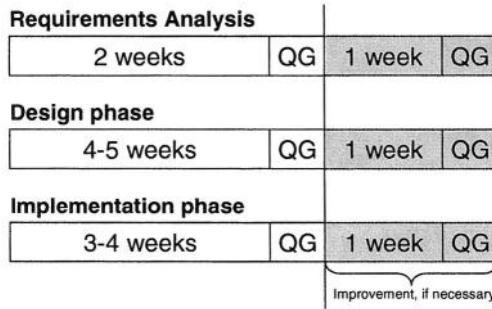 Requirements Analysis
2 weeks QG 1 week QG
Design phase
4-5 weeks QG 1 week QG
Implementation phase
3-4 weeks QG 1 week QG
Improvement, if necessary